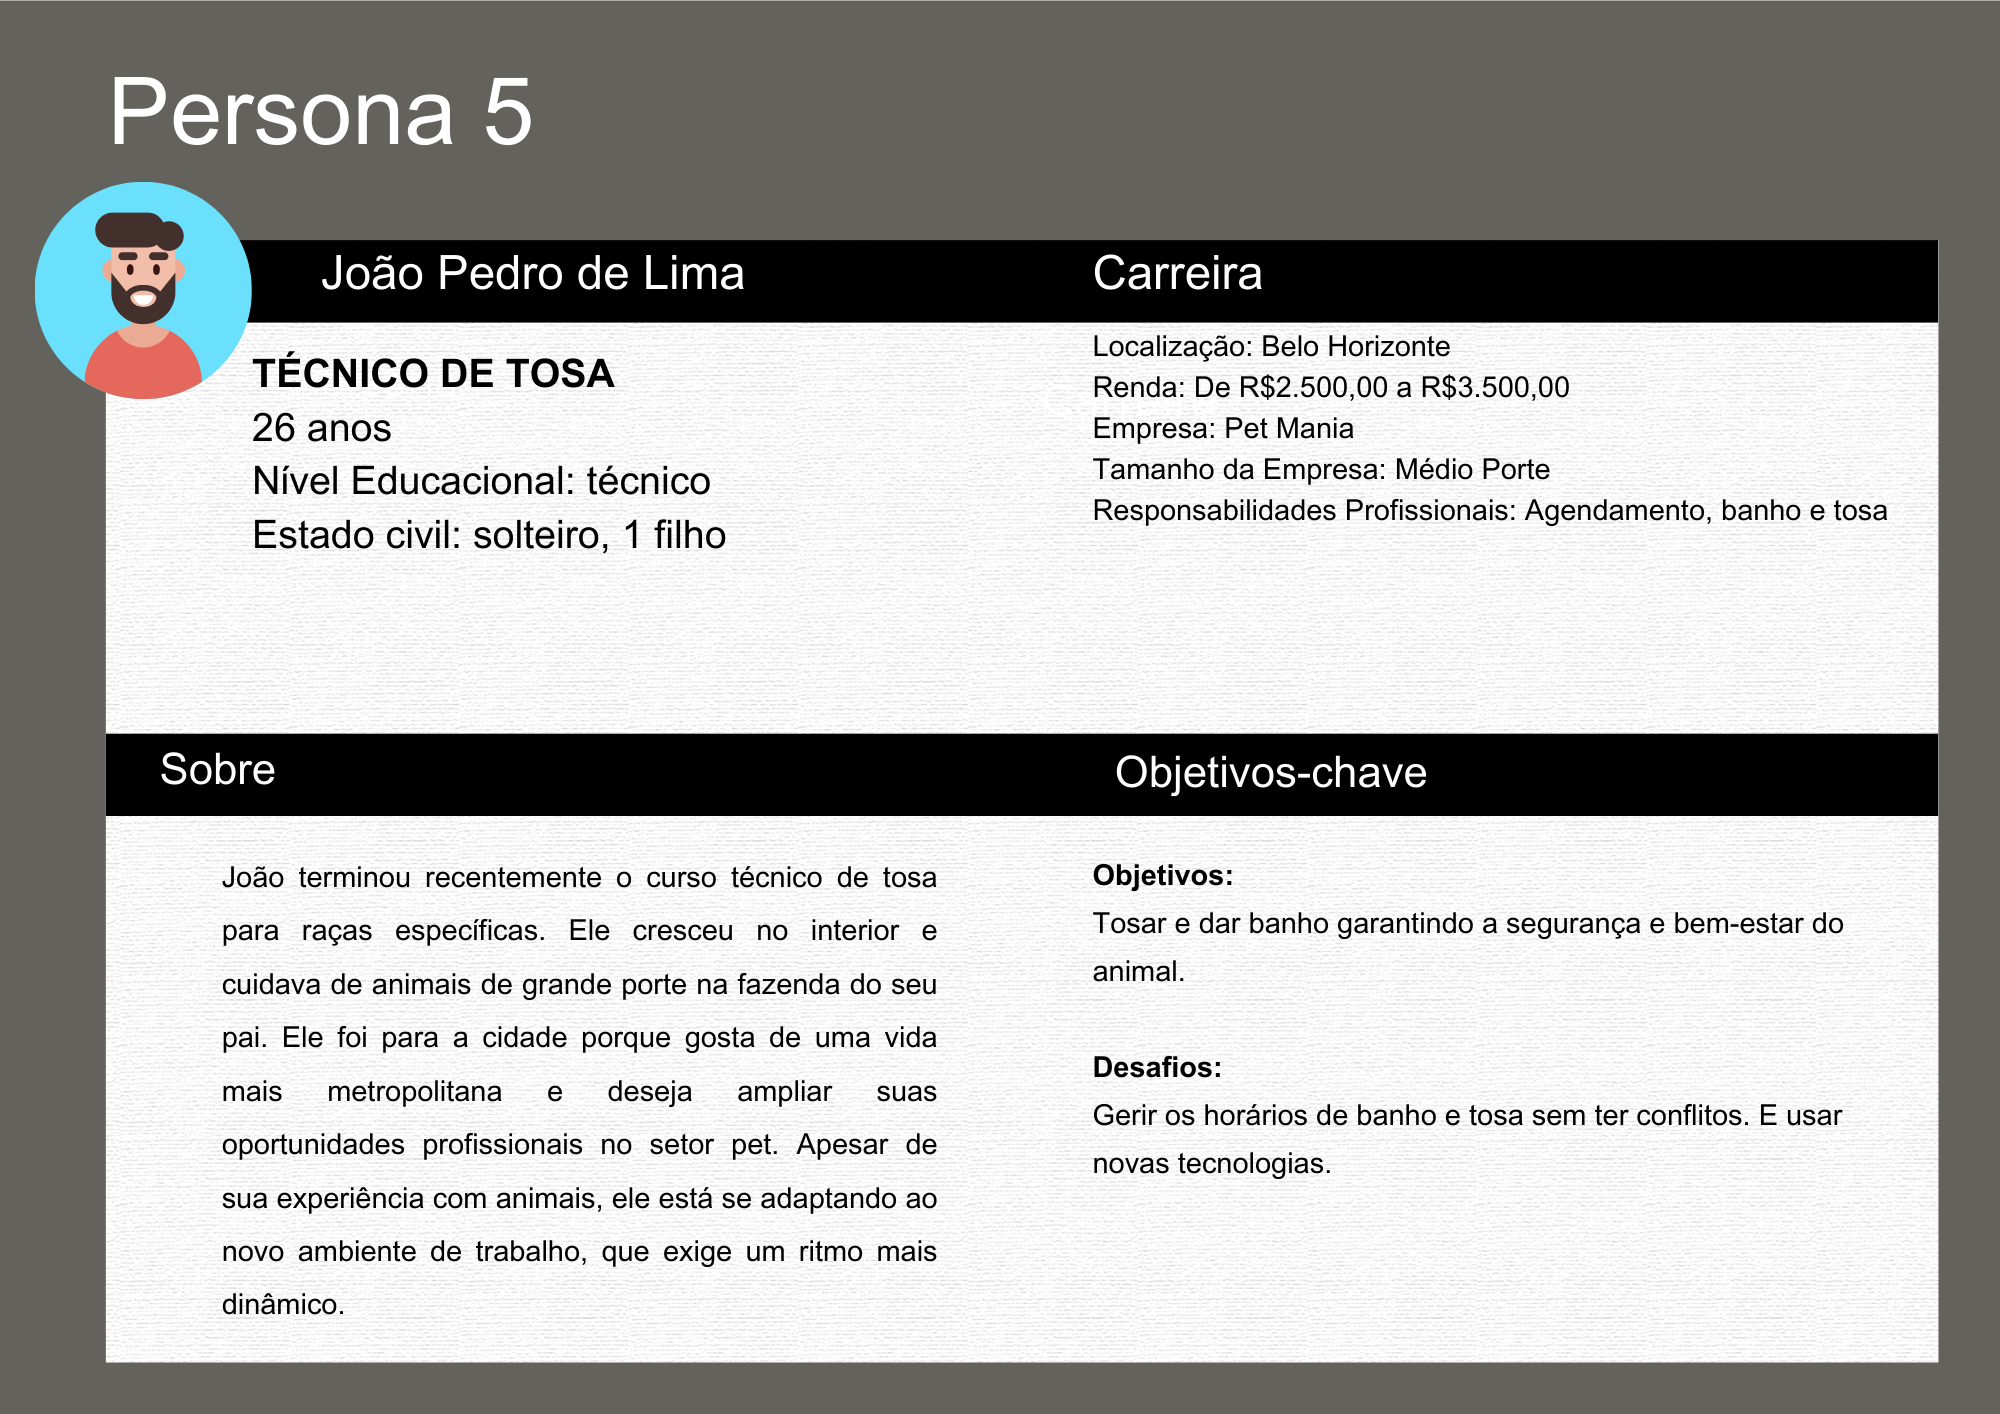 Persona 5
João Pedro de Lima
TÉCNICO DE TOSA
26 anos
Nível Educacional: técnico
Estado civil: solteiro, 1 filho
Carreira
Localização: Belo Horizonte
Renda: De R$2.500,00 a R$3.500,00
Empresa: Pet Mania
Tamanho da Empresa: Médio Porte
Responsabilidades Profissionais: Agendamento, banho e tosa
Sobre
João terminou recentemente o curso técnico de tosa
para raças específicas. Ele cresceu no interior e
cuidava de animais de grande porte na fazenda do seu
pai. Ele foi para a cidade porque gosta de uma vida
mais metropolitana e deseja ampliar suas
oportunidades profissionais no setor pet. Apesar de
sua experiência com animais, ele está se adaptando ao
novo ambiente de trabalho, que exige um ritmo mais
dinâmico.
Objetivos-chave
Objetivos:
Tosar e dar banho garantindo a segurança e bem-estar do
animal.
Desafios:
Gerir os horários de banho e tosa sem ter conflitos. E usar
novas tecnologias.